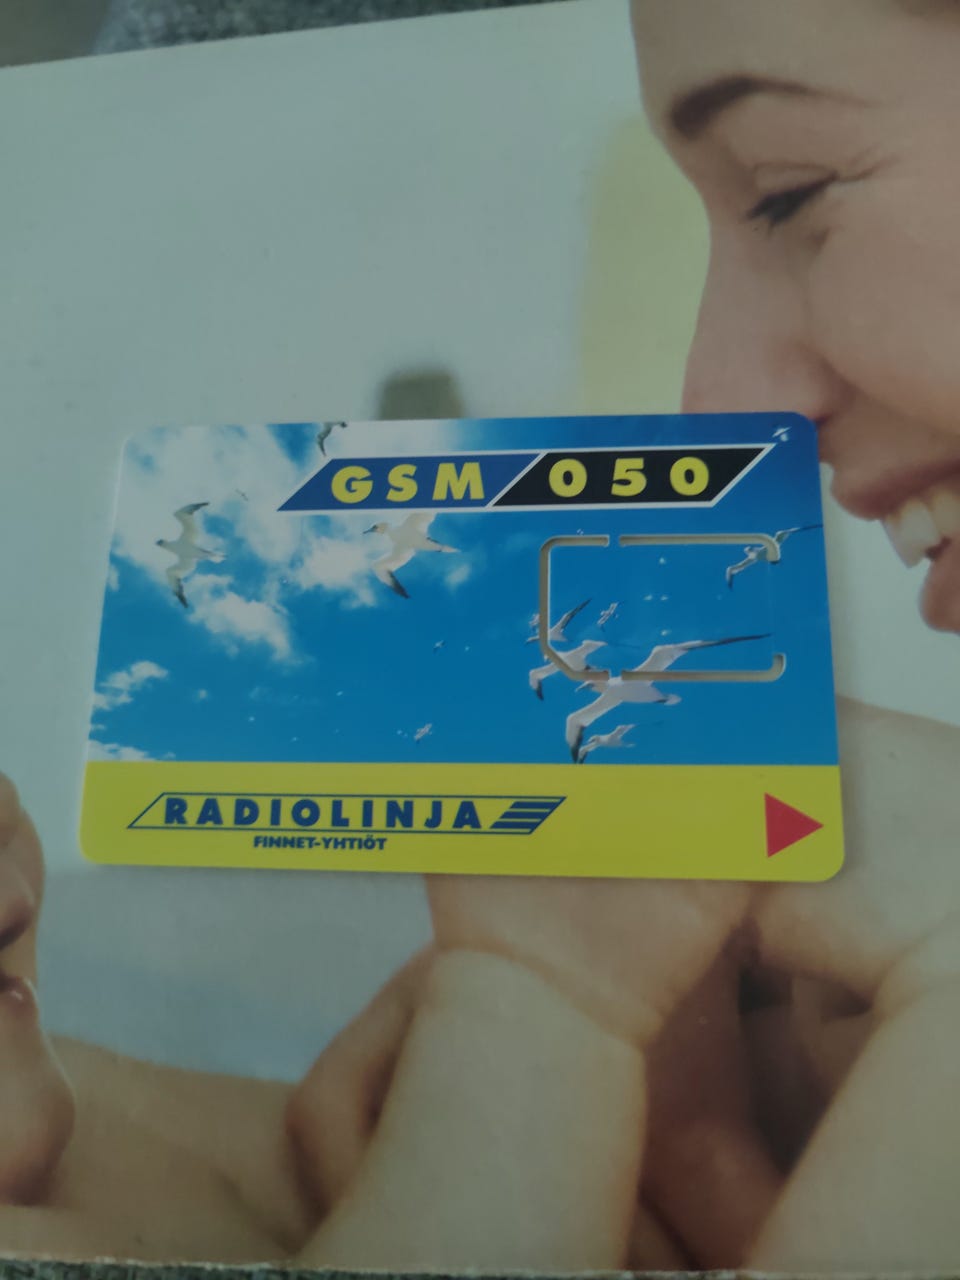 GSM 050
RADIOLINJA
FINNET-YHTIÖT